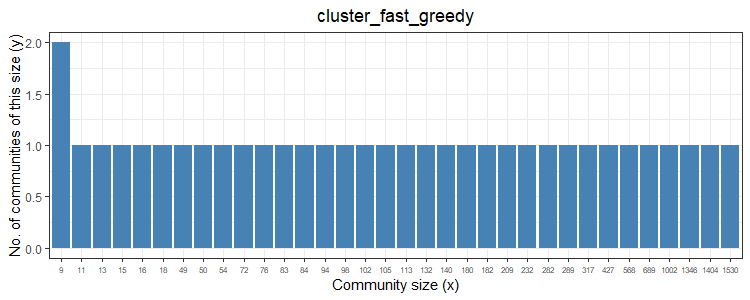 cluster_fast_greedy
No. of communities of this size (y)
2.0
1.5
1.0
0.5
0.0
9 11 13 15 16 18 49 50 54 72 76 83 84 94 98 102 105 113 132 140 180 182 209 232 282 289 317 427 568 689 1002 1346 1404 1530
Community size (x)